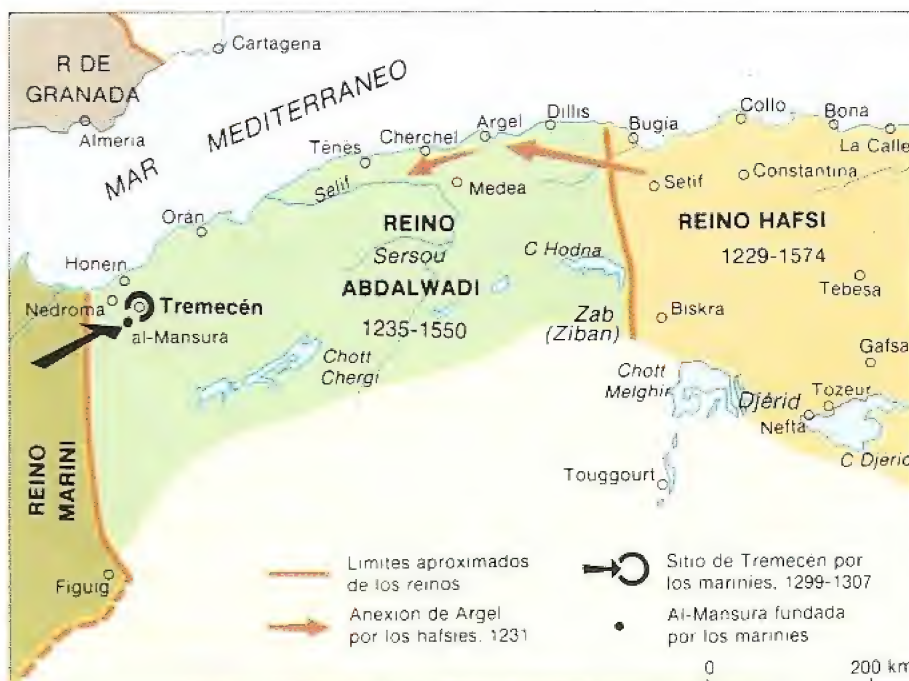 Cartagena
R DE
GRANADA
Almeria
MAR MEDITERRANEO
Ténès
Cherchel
Argel
Dillis
Bugia
Collo
Bona
La Calle
Selif
Medea
Setif
Constantina
Orán
REINO
Sersou
ABDALWADI
1235-1550
C Hodna
REINO HAFSI
1229-1574
Tebesa
Honein
Nedroma
Tremecén
al-Mansura
Zab
(Ziban)
Biskra
Gafsa
Chott
Chergi
Chott
Melghir
Djérid
Tozeur
Nefta
C Djerid
Touggourt
REINO
MARINI
Figuig
Limites aproximados
de los reinos
Anexión de Argel
por los hafsies. 1231
Sitio de Tremecén por
los marinies. 1299-1307
Al-Mansura fundada
por los marinies
0 200 km